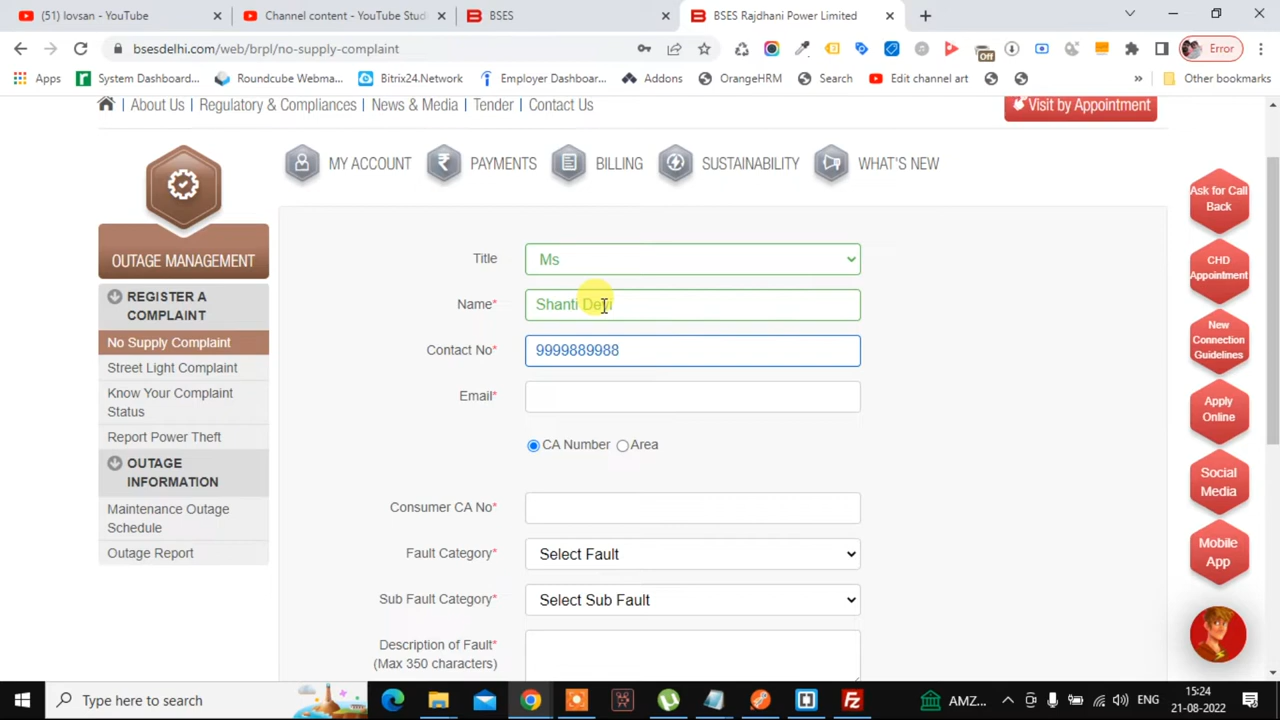 (51) lovsan - YouTube
Channel content - YouTube Stud
BSES
BSES Rajdhani Power Limited
bsesdelhi.com/web/brpl/no-supply-complaint
Error
Off
Apps
System Dashboard...
Roundcube Webma...
Bitrix24.Network
Employer Dashboar...
Addons
OrangeHRM
Search
Edit channel art
»
Other bookmarks
| About Us | Regulatory & Compliances | News & Media | Tender | Contact Us
Visit by Appointment
MY ACCOUNT
PAYMENTS
BILLING
SUSTAINABILITY
WHAT'S NEW
OUTAGE MANAGEMENT
REGISTER A
COMPLAINT
No Supply Complaint
Street Light Complaint
Know Your Complaint
Status
Report Power Theft
OUTAGE
INFORMATION
Maintenance Outage
Schedule
Outage Report
Title
Ms
Name*
Shanti Devi
Contact No*
9999889988
Email*
CA Number
Area
Consumer CA No*
Fault Category*
Select Fault
Sub Fault Category*
Select Sub Fault
Description of Fault*
(Max 350 characters)
Ask for Call
Back
CHD
Appointment
New
Connection
Guidelines
Apply
Online
Social
Media
Mobile
App
Type here to search
AMZ...
ENG
15:24
21-08-2022